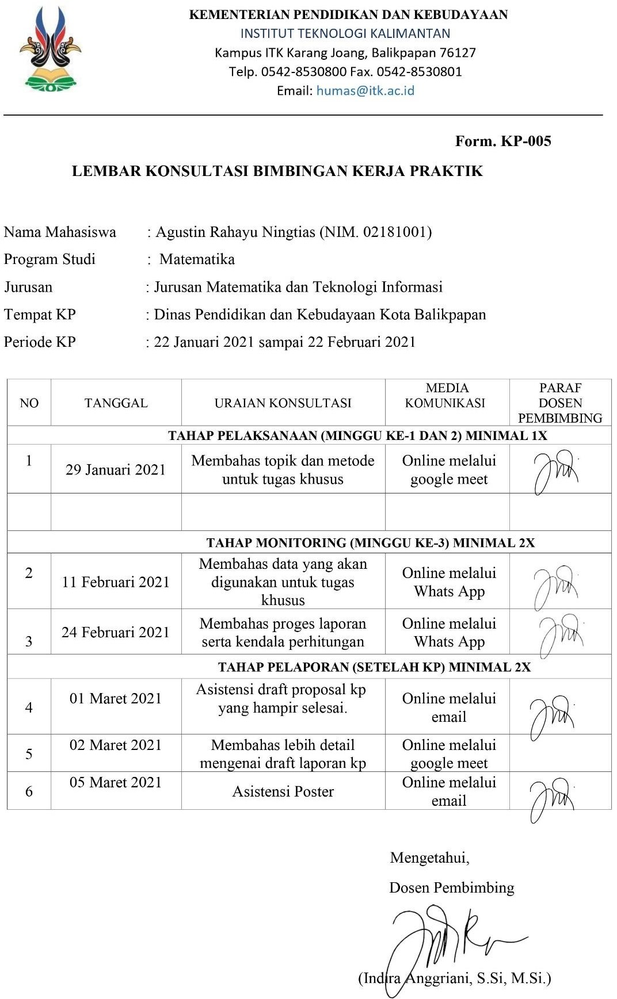 KEMENTERIAN PENDIDIKAN DAN KEBUDAYAAN
INSTITUT TEKNOLOGI KALIMANTAN
Kampus ITK Karang Joang, Balikpapan 76127
Telp. 0542-8530800 Fax. 0542-8530801
Email: humas@itk.ac.id
Form. KP-005
LEMBAR KONSULTASI BIMBINGAN KERJA PRAKTIK
Nama Mahasiswa : Agustin Rahayu Ningtias (NIM. 02181001)
Program Studi : Matematika
Jurusan : Jurusan Matematika dan Teknologi Informasi
Tempat KP : Dinas Pendidikan dan Kebudayaan Kota Balikpapan
Periode KP : 22 Januari 2021 sampai 22 Februari 2021
NO
TANGGAL
URAIAN KONSULTASI
MEDIA
KOMUNIKASI
PARAF
DOSEN
PEMBIMBING
TAHAP PELAKSANAAN (MINGGU KE-1 DAN 2) MINIMAL 1X
1
29 Januari 2021
Membahas topik dan metode
untuk tugas khusus
Online melalui
google meet
TAHAP MONITORING (MINGGU KE-3) MINIMAL 2X
2
11 Februari 2021
Membahas data yang akan
digunakan untuk tugas
khusus
Online melalui
Whats App
3
24 Februari 2021
Membahas proges laporan
serta kendala perhitungan
Online melalui
Whats App
TAHAP PELAPORAN (SETELAH KP) MINIMAL 2X
4
01 Maret 2021
Asistensi draft proposal kp
yang hampir selesai.
Online melalui
email
5
02 Maret 2021
Membahas lebih detail
mengenai draft laporan kp
Online melalui
google meet
6
05 Maret 2021
Asistensi Poster
Online melalui
email
Mengetahui,
Dosen Pembimbing
(Indira Anggriani, S.Si, M.Si.)